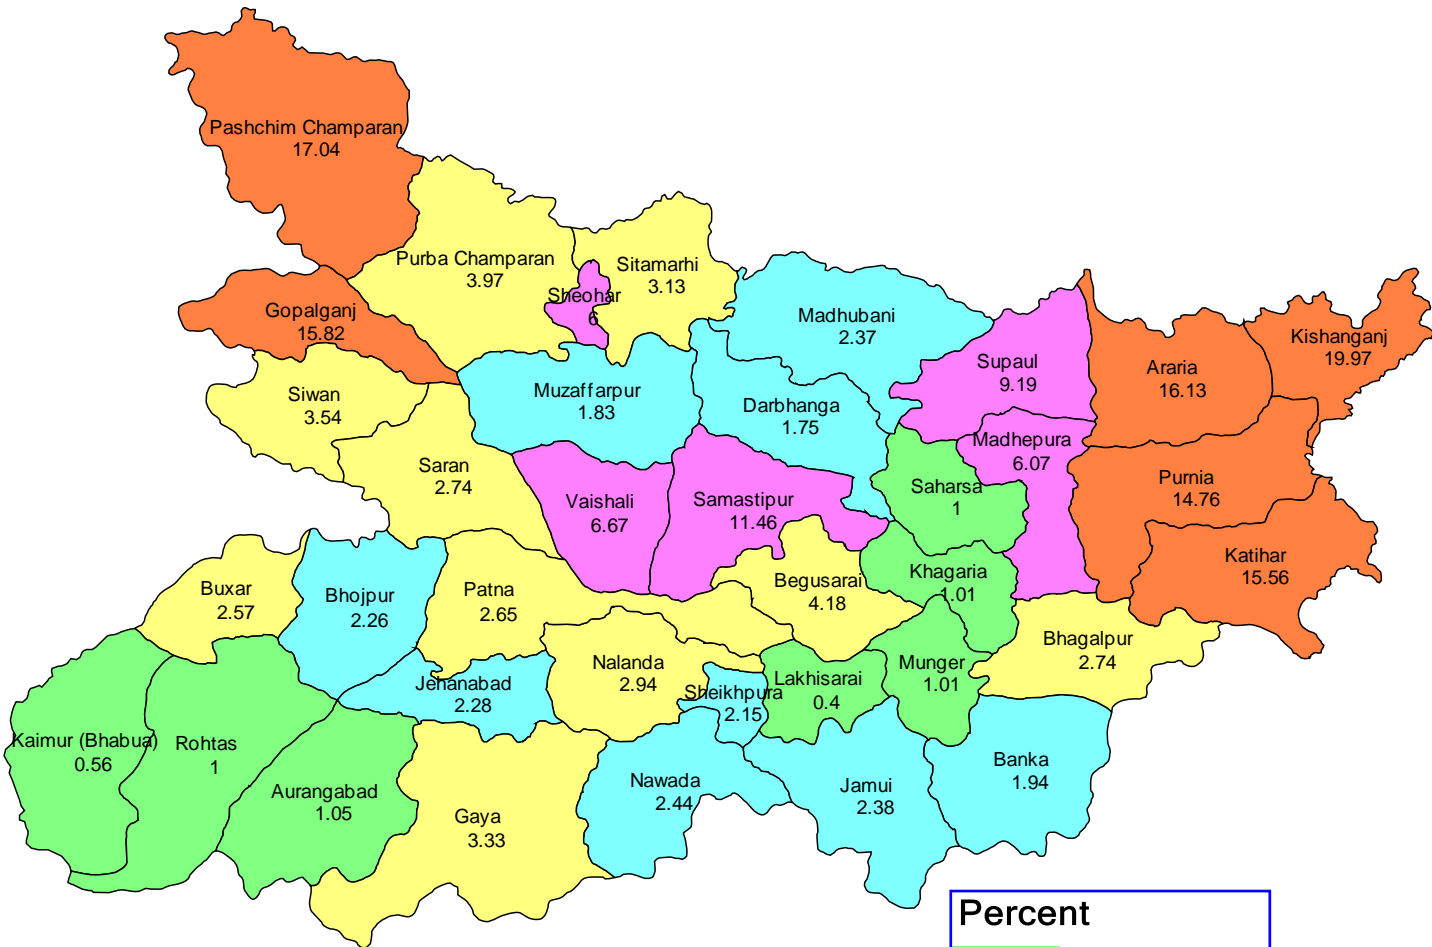 Pashchim Champaran
17.04
Purba Champaran
3.97
Sitamarhi
3.13
Sheohar
6
Gopalganj
15.82
Madhubani
2.37
Kishanganj
19.97
Supaul
9.19
Araria
16.13
Siwan
3.54
Muzaffarpur
1.83
Darbhanga
1.75
Madhepura
6.07
Saran
2.74
Vaishali
6.67
Samastipur
11.46
Saharsa
1
Purnia
14.76
Katihar
15.56
Buxar
2.57
Bhojpur
2.26
Patna
2.65
Begusarai
4.18
Khagaria
1.01
Bhagalpur
2.74
Nalanda
2.94
Munger
1.01
Jehanabad
2.28
Sheikhpura
2.15
Lakhisarai
0.4
Kaimur (Bhabua)
0.56
Rohtas
1
Aurangabad
1.05
Gaya
3.33
Nawada
2.44
Jamui
2.38
Banka
1.94
Percent